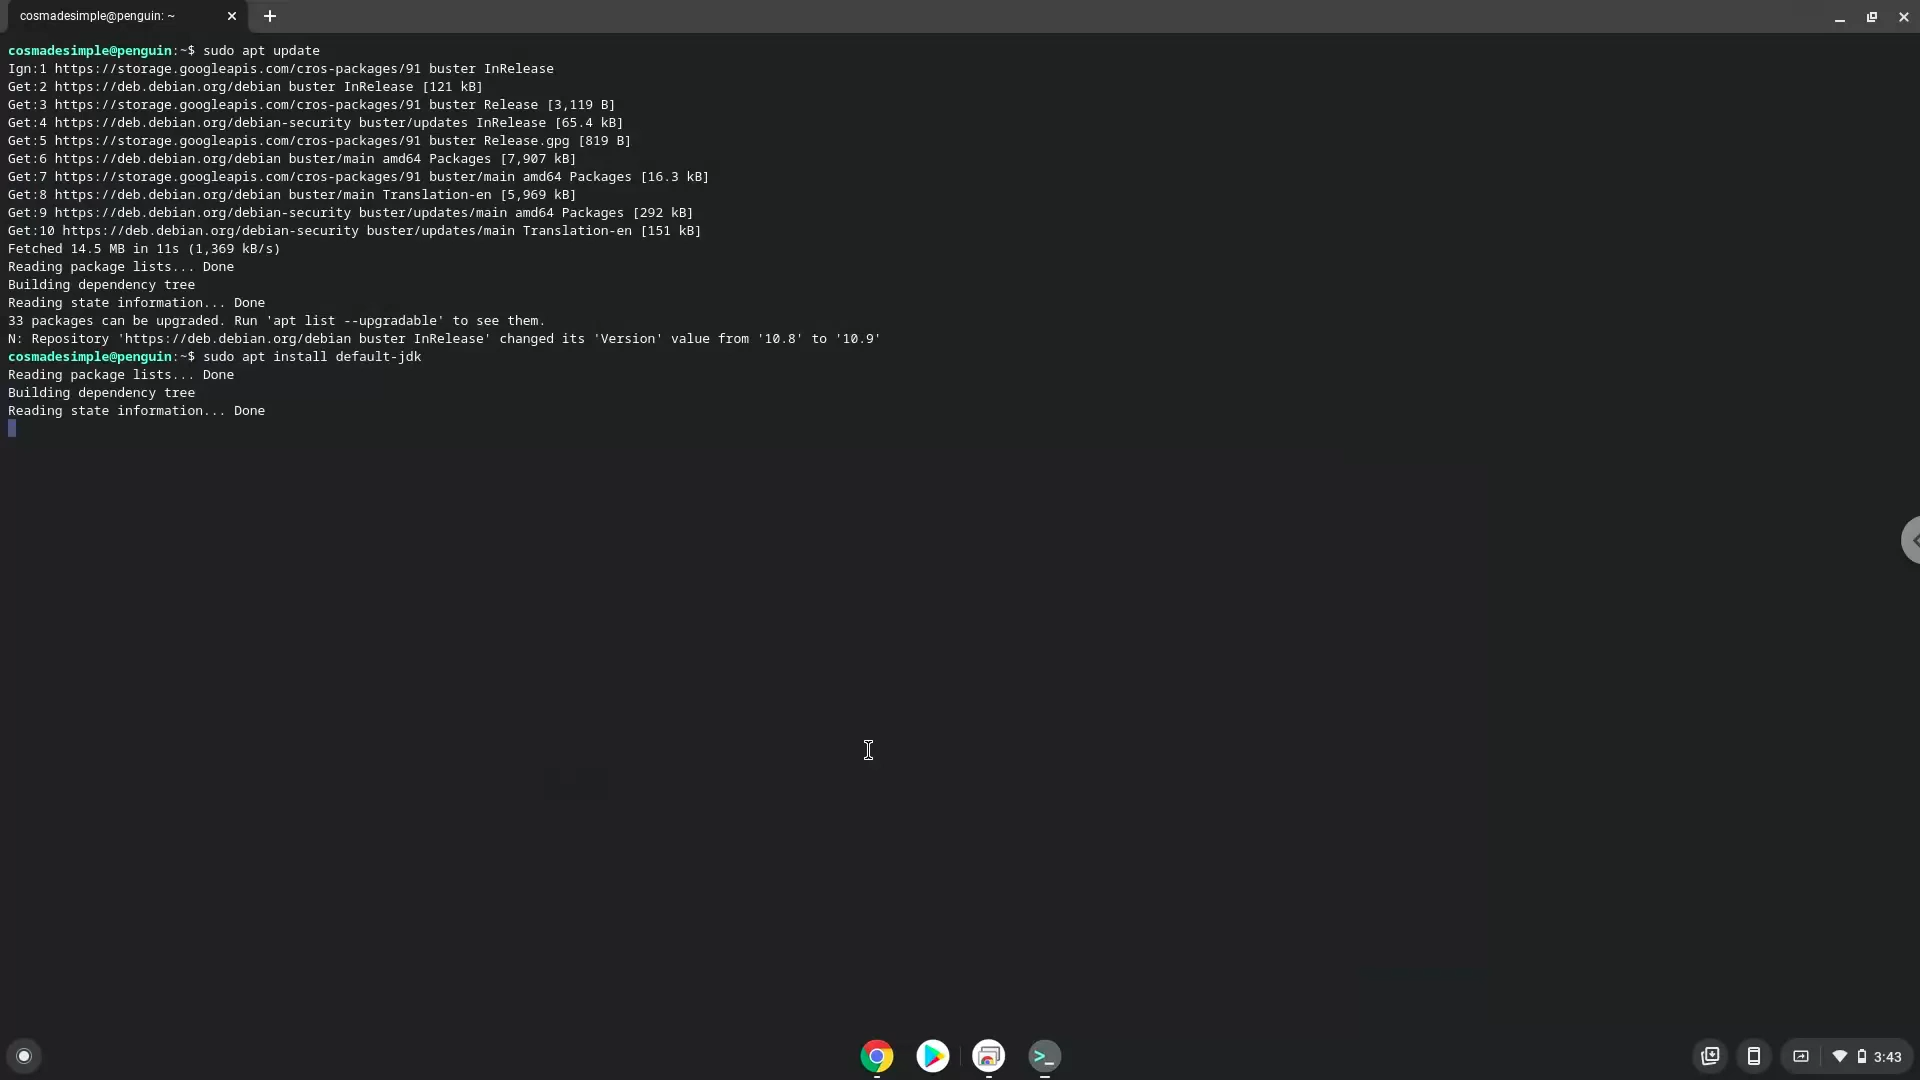 cosmadesimple@penguin: ~
cosmadesimple@penguin:~$ sudo apt update
Ign:1 https://storage.googleapis.com/cros-packages/91 buster InRelease
Get:2 https://deb.debian.org/debian buster InRelease [121 kB]
Get:3 https://storage.googleapis.com/cros-packages/91 buster Release [3,119 B]
Get:4 https://deb.debian.org/debian-security buster/updates InRelease [65.4 kB]
Get:5 https://storage.googleapis.com/cros-packages/91 buster Release.gpg [819 B]
Get:6 https://deb.debian.org/debian buster/main amd64 Packages [7,907 kB]
Get:7 https://storage.googleapis.com/cros-packages/91 buster/main amd64 Packages [16.3 kB]
Get:8 https://deb.debian.org/debian buster/main Translation-en [5,969 kB]
Get:9 https://deb.debian.org/debian-security buster/updates/main amd64 Packages [292 kB]
Get:10 https://deb.debian.org/debian-security buster/updates/main Translation-en [151 kB]
Fetched 14.5 MB in 11s (1,369 kB/s)
Reading package lists... Done
Building dependency tree
Reading state information... Done
33 packages can be upgraded. Run 'apt list --upgradable' to see them.
N: Repository 'https://deb.debian.org/debian buster InRelease' changed its 'Version' value from '10.8' to '10.9'
cosmadesimple@penguin:~$ sudo apt install default-jdk
Reading package lists... Done
Building dependency tree
Reading state information... Done
3:43